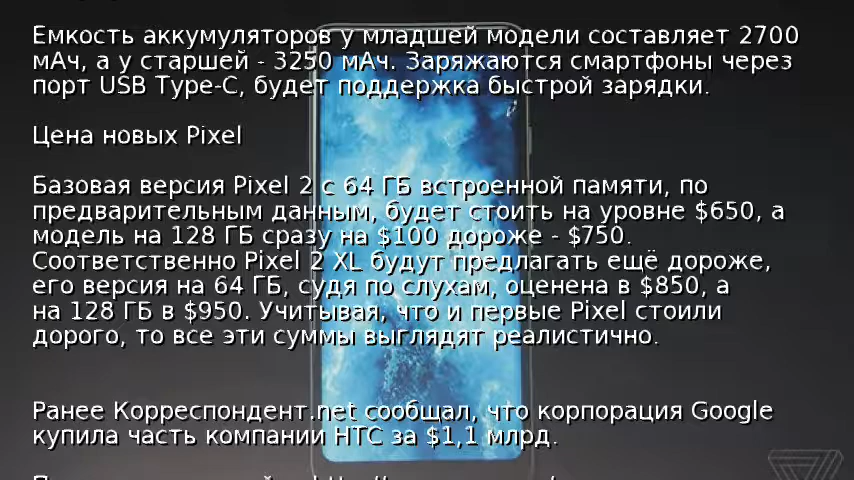 Емкость аккумуляторов у младшей модели составляет 2700
мАч, а у старшей - 3250 мАч. Заряжаются смартфоны через
порт USB Type-C, будет поддержка быстрой зарядки.
Цена новых Pixel
Базовая версия Pixel 2 с 64 ГБ встроенной памяти, по
предварительным данным, будет стоить на уровне $650, а
модель на 128 ГБ сразу на $100 дороже - $750.
Соответственно Pixel 2 XL будут предлагать ещё дороже,
его версия на 64 ГБ, судя по слухам, оценена в $850, а
на 128 ГБ в $950. Учитывая, что и первые Pixel стоили
дорого, то все эти суммы выглядят реалистично.
Ранее Корреспондент.net сообщал, что корпорация Google
купила часть компании HTC за $1,1 млрд.